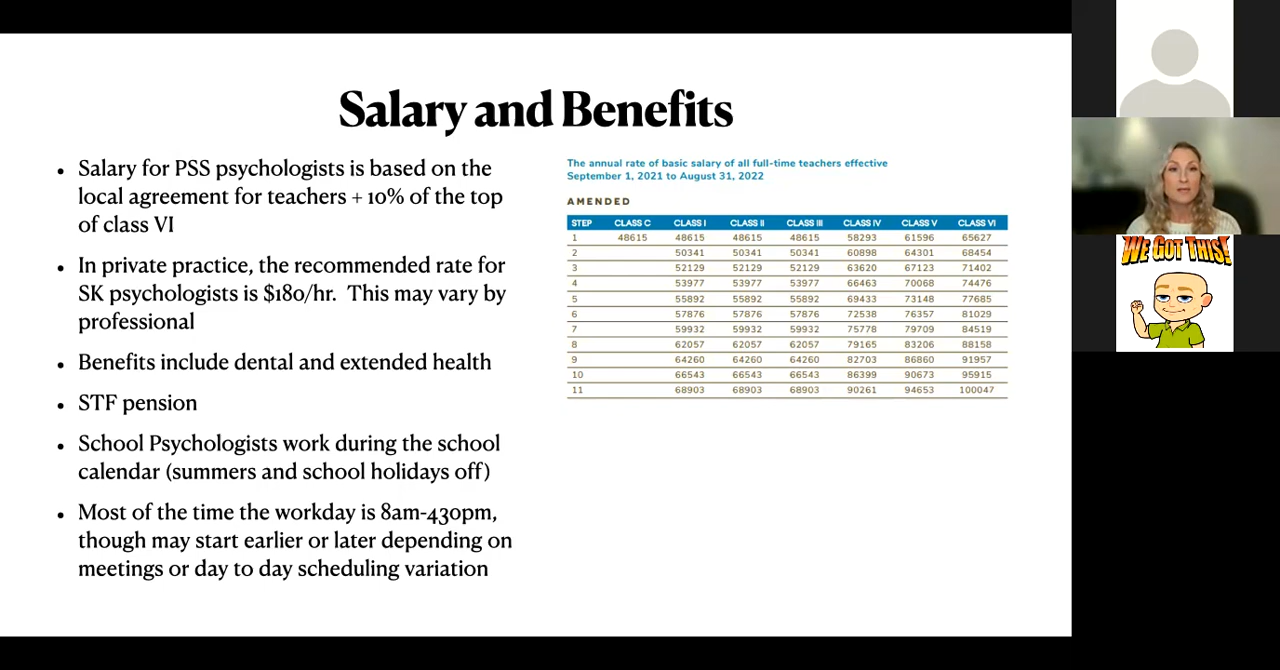 Salary and Benefits
• Salary for PSS psychologists is based on the
local agreement for teachers + 10% of the top
of class VI
• In private practice, the recommended rate for
SK psychologists is $180/hr. This may vary by
professional
• Benefits include dental and extended health
• STF pension
• School Psychologists work during the school
calendar (summers and school holidays off)
• Most of the time the workday is 8am-430pm,
though may start earlier or later depending on
meetings or day to day scheduling variation
The annual rate of basic salary of all full-time teachers effective
September 1, 2021 to August 31, 2022
AMENDED
STEP CLASS C CLASS I CLASS II CLASS III CLASS IV CLASS V CLASS VI
1 48615 48615 48615 48615 58293 61596 65627
2 50341 50341 50341 60898 64301 68454
3 52129 52129 52129 63620 67123 71402
4 53977 53977 53977 66463 70068 74476
5 55892 55892 55892 69433 73148 77685
6 57876 57876 57876 72538 76357 81029
7 59932 59932 59932 75778 79709 84519
8 62057 62057 62057 79165 83206 88158
9 64260 64260 64260 82703 86860 91957
10 66543 66543 66543 86399 90673 95915
11 68903 68903 68903 90261 94653 100047
WE GOT THIS!